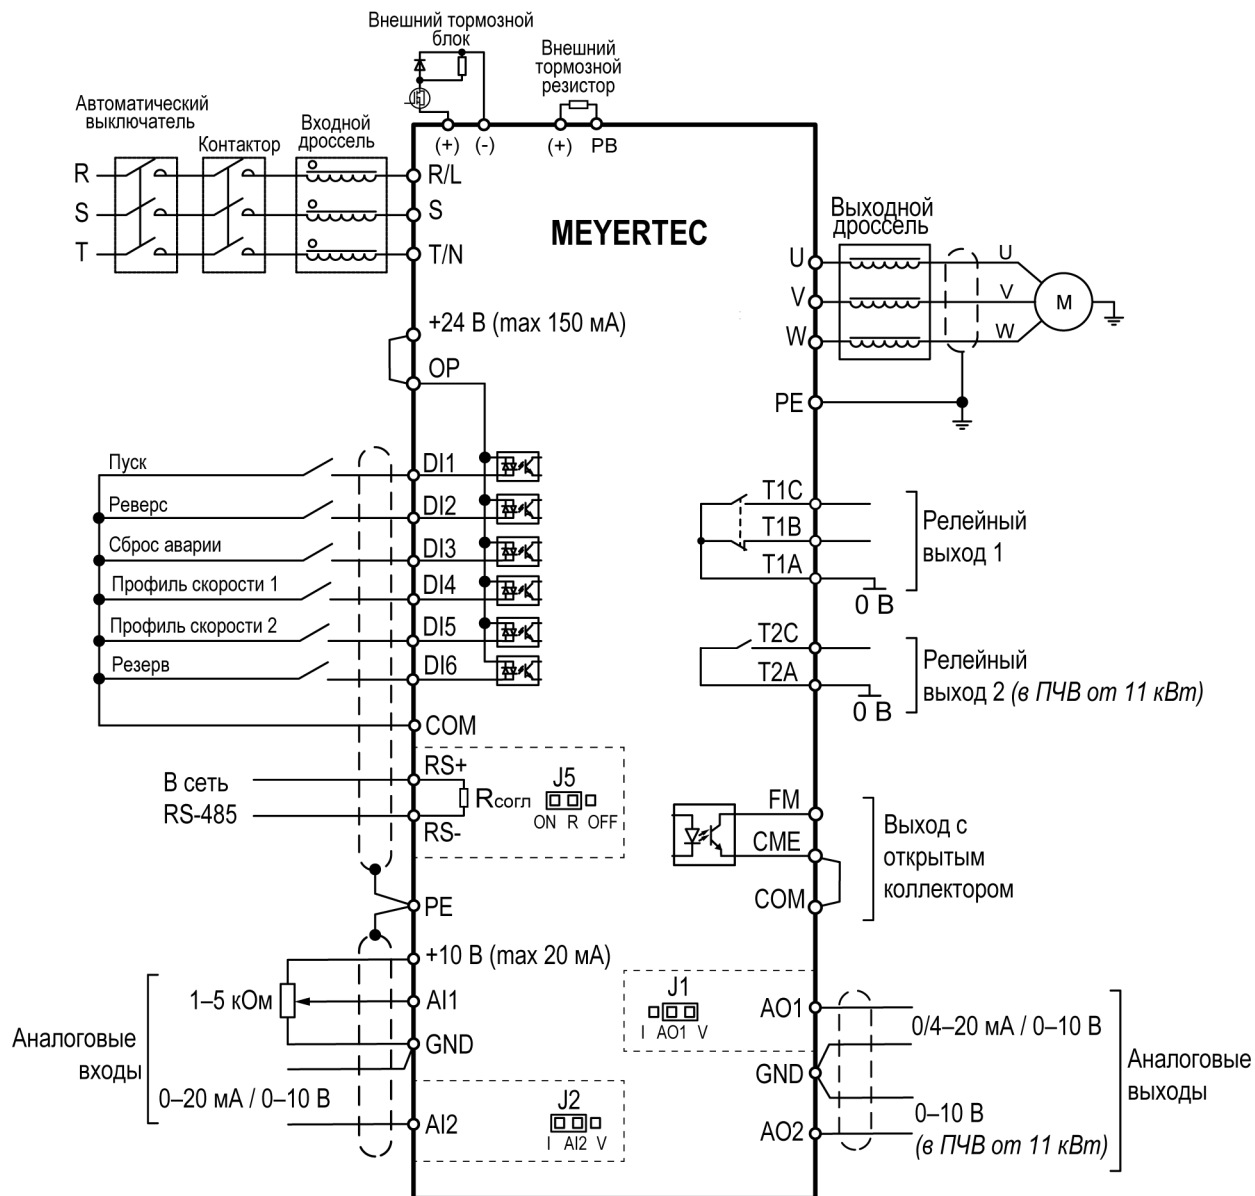 Внешний тормозной
блок
Внешний
тормозной
резистор
Автоматический
выключатель
Контактор
Входной
дроссель
(+)
(-)
(+)
PB
R
S
T
R/L
S
T/N
MEYERTEC
Выходной
дроссель
U
V
W
U
V
W
M
PE
+24 В (max 150 мА)
OP
Пуск
DI1
Реверс
DI2
Сброс аварии
DI3
Профиль скорости 1
DI4
Профиль скорости 2
DI5
Резерв
DI6
COM
T1C
T1B
T1A
0 В
Релейный
выход 1
T2C
T2A
0 В
Релейный
выход 2 (в ПЧВ от 11 кВт)
В сеть
RS-485
RS+
RS-
Rсогл
J5
ON R OFF
FM
CME
COM
Выход с
открытым
коллектором
PE
+10 В (max 20 мА)
1–5 кОм
AI1
GND
Аналоговые
входы
0–20 мА / 0–10 В
AI2
J2
I AI2 V
J1
I AO1 V
AO1
0/4–20 мА / 0–10 В
GND
0–10 В
(в ПЧВ от 11 кВт)
AO2
Аналоговые
выходы